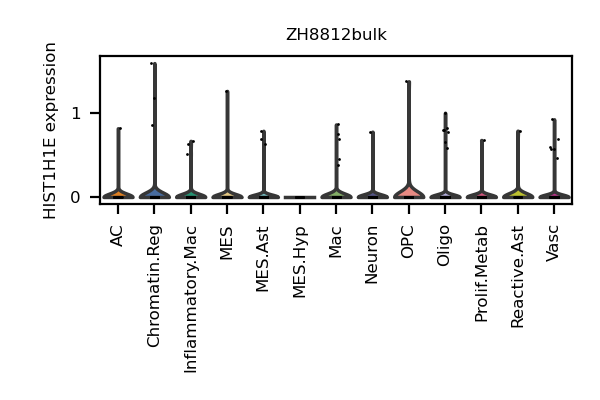 ZH8812bulk
HIST1H1E expression
1
0
AC
Chromatin.Reg
Inflammatory.Mac
MES
MES.Ast
MES.Hyp
Mac
Neuron
OPC
Oligo
Prolif.Metab
Reactive.Ast
Vasc